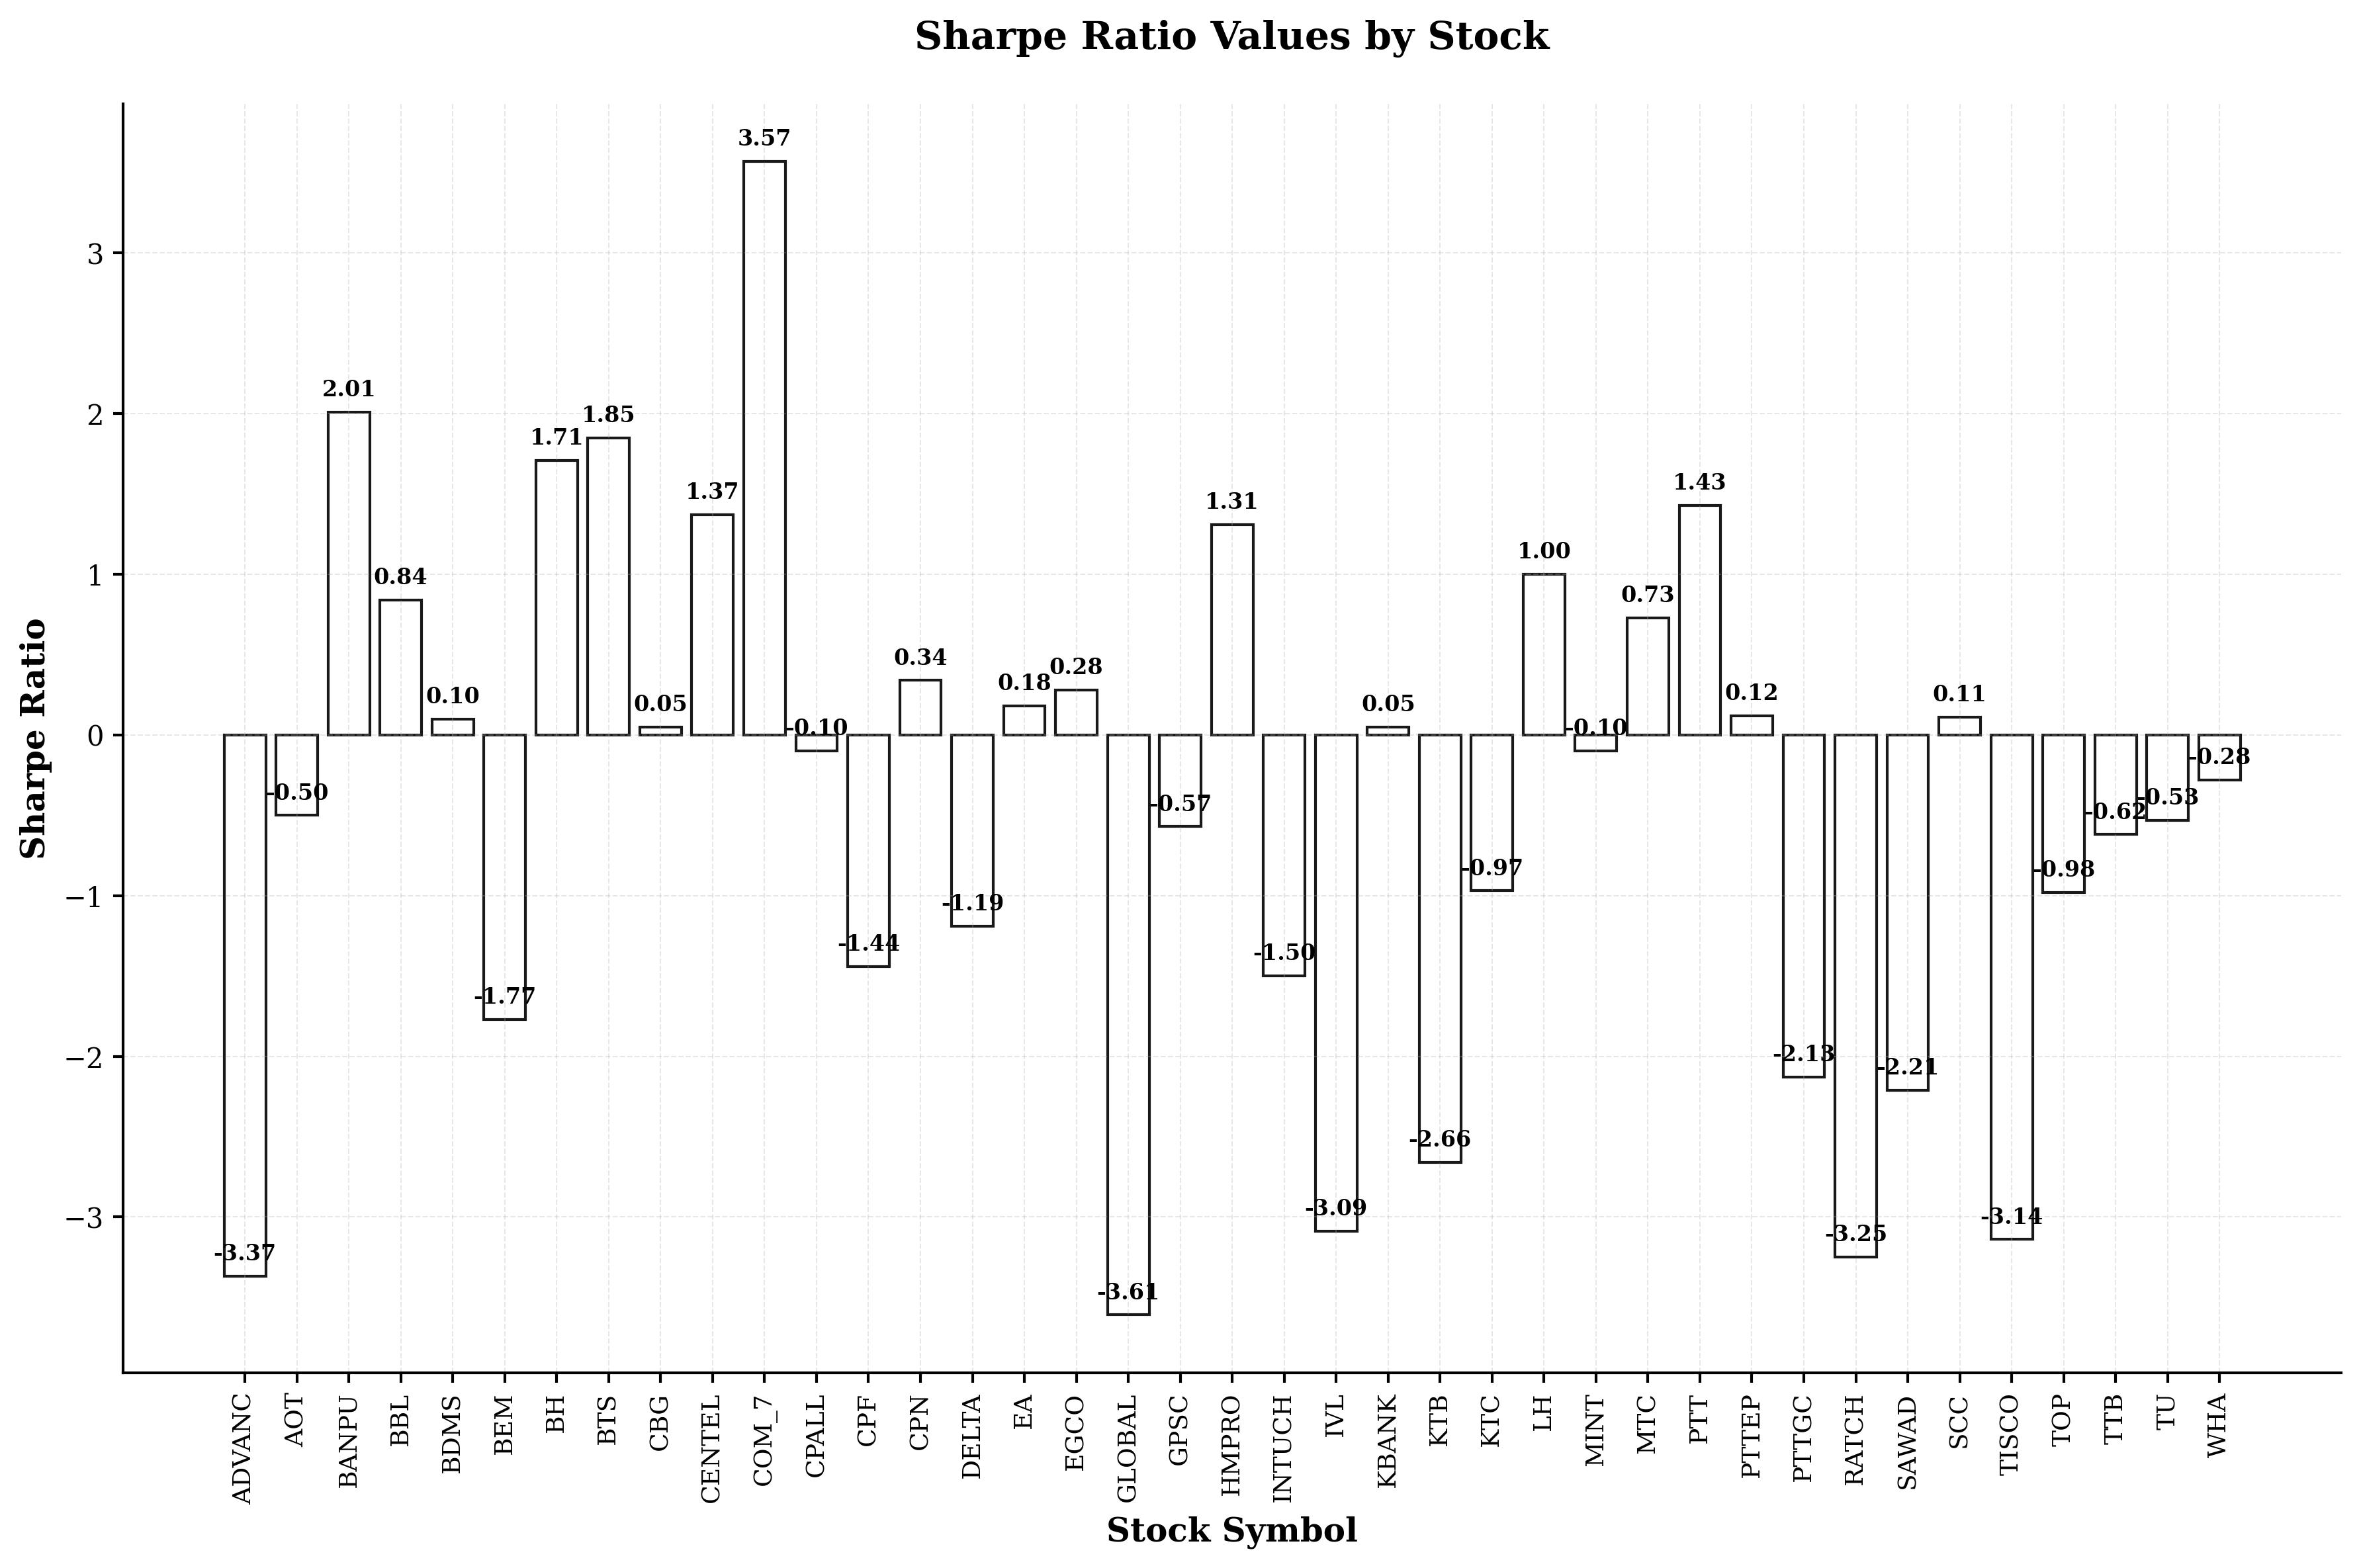 Sharpe Ratio Values by Stock
Sharpe Ratio
3
2
1
0
−1
−2
−3
-3.37
-0.50
2.01
0.84
0.10
-1.77
1.71
1.85
0.05
1.37
3.57
-0.10
-1.44
0.34
-1.19
0.18
0.28
-3.61
-0.57
1.31
-1.50
-3.09
0.05
-2.66
-0.97
1.00
-0.10
0.73
1.43
0.12
-2.13
-3.25
-2.21
0.11
-3.14
-0.98
-0.62
-0.53
-0.28
ADVANC
AOT
BANPU
BBL
BDMS
BEM
BH
BTS
CBG
CENTEL
COM_7
CPALL
CPF
CPN
DELTA
EA
EGCO
GLOBAL
GPSC
HMPRO
INTUCH
IVL
KBANK
KTB
KTC
LH
MINT
MTC
PTT
PTTEP
PTTGC
RATCH
SAWAD
SCC
TISCO
TOP
TTB
TU
WHA
Stock Symbol